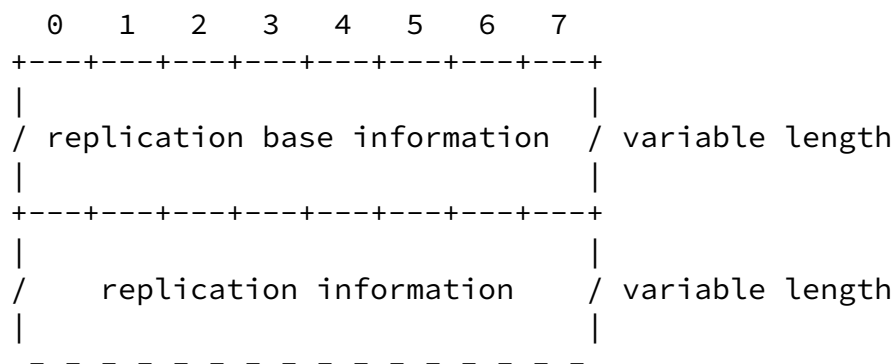 0 1 2 3 4 5 6 7
+---+---+---+---+---+---+---+---+
| |
/ replication base information / variable length
| |
+---+---+---+---+---+---+---+---+
| |
/ replication information / variable length
| |
- - - - - - - - - - - - - - - -